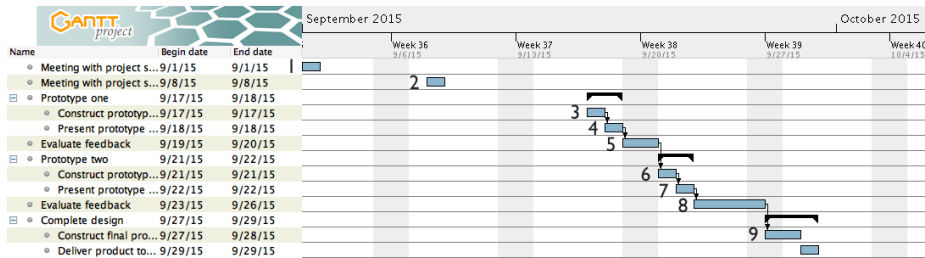 GANTT
project
September 2015
October 2015
Week 36
Week 37
Week 38
Week 39
Week 40
9/6/15
9/13/15
9/20/15
9/27/15
10/4/15
Name Begin date End date
Meeting with project s... 9/1/15 9/1/15
Meeting with project s... 9/8/15 9/8/15 2
Prototype one 9/17/15 9/18/15
Construct prototyp... 9/17/15 9/17/15 3
Present prototype ... 9/18/15 9/18/15 4
Evaluate feedback 9/19/15 9/20/15 5
Prototype two 9/21/15 9/22/15
Construct prototyp... 9/21/15 9/21/15 6
Present prototype ... 9/22/15 9/22/15 7
Evaluate feedback 9/23/15 9/26/15 8
Complete design 9/27/15 9/29/15
Construct final pro... 9/27/15 9/28/15 9
Deliver product to... 9/29/15 9/29/15